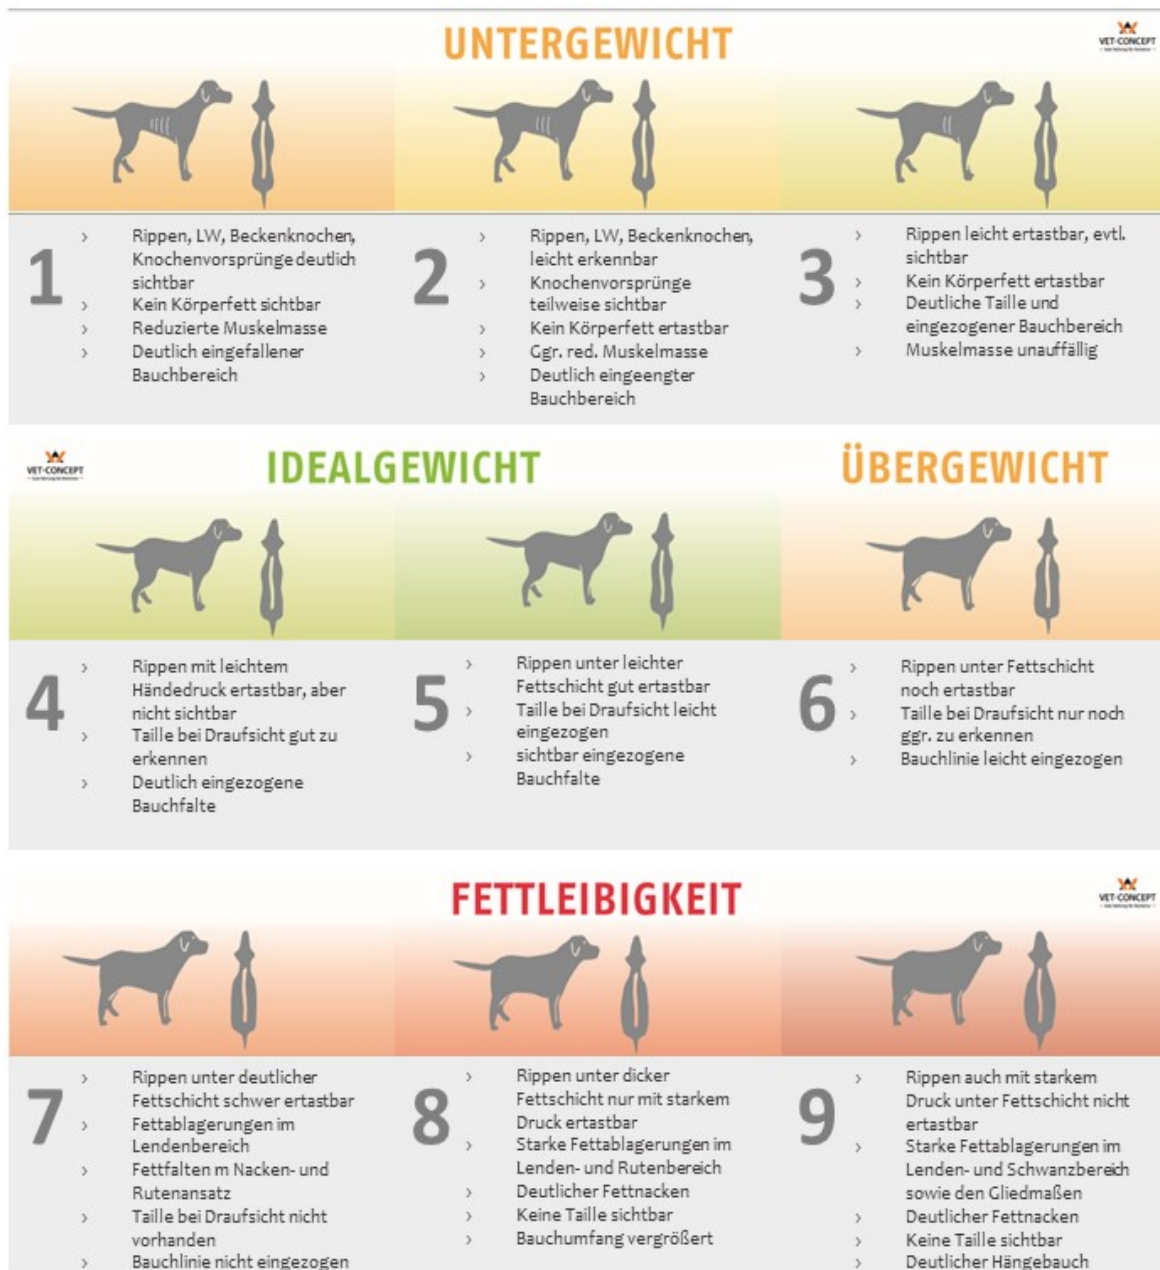 UNTERGEWICHT
VET-CONCEPT
1
› Rippen, LW, Beckenknochen,
Knochenvorsprünge deutlich
sichtbar
› Kein Körperfett sichtbar
› Reduzierte Muskelmasse
› Deutlich eingefallener
Bauchbereich
2
› Rippen, LW, Beckenknochen,
leicht erkennbar
› Knochenvorsprünge
teilweise sichtbar
› Kein Körperfett ertastbar
› Ggr. red. Muskelmasse
› Deutlich eingeengter
Bauchbereich
3
› Rippen leicht ertastbar, evtl.
sichtbar
› Kein Körperfett ertastbar
› Deutliche Taille und
eingezogener Bauchbereich
› Muskelmasse unauffällig
VET-CONCEPT
IDEALGEWICHT
ÜBERGEWICHT
4
› Rippen mit leichtem
Händedruck ertastbar, aber
nicht sichtbar
› Taille bei Draufsicht gut zu
erkennen
› Deutlich eingezogene
Bauchfalte
5
› Rippen unter leichter
Fettschicht gut ertastbar
› Taille bei Draufsicht leicht
eingezogen
› sichtbar eingezogene
Bauchfalte
6
› Rippen unter Fettschicht
noch ertastbar
› Taille bei Draufsicht nur noch
ggr. zu erkennen
› Bauchlinie leicht eingezogen
FETTLEIBIGKEIT
VET-CONCEPT
7
› Rippen unter deutlicher
Fettschicht schwer ertastbar
› Fettablagerungen im
Lendenbereich
› Fettfalten m Nacken- und
Rutenansatz
› Taille bei Draufsicht nicht
vorhanden
› Bauchlinie nicht eingezogen
8
› Rippen unter dicker
Fettschicht nur mit starkem
Druck ertastbar
› Starke Fettablagerungen im
Lenden- und Rutenbereich
› Deutlicher Fettnacken
› Keine Taille sichtbar
› Bauchumfang vergrößert
9
› Rippen auch mit starkem
Druck unter Fettschicht nicht
ertastbar
› Starke Fettablagerungen im
Lenden- und Schwanzbereich
sowie den Gliedmaßen
› Deutlicher Fettnacken
› Keine Taille sichtbar
› Deutlicher Hängebauch